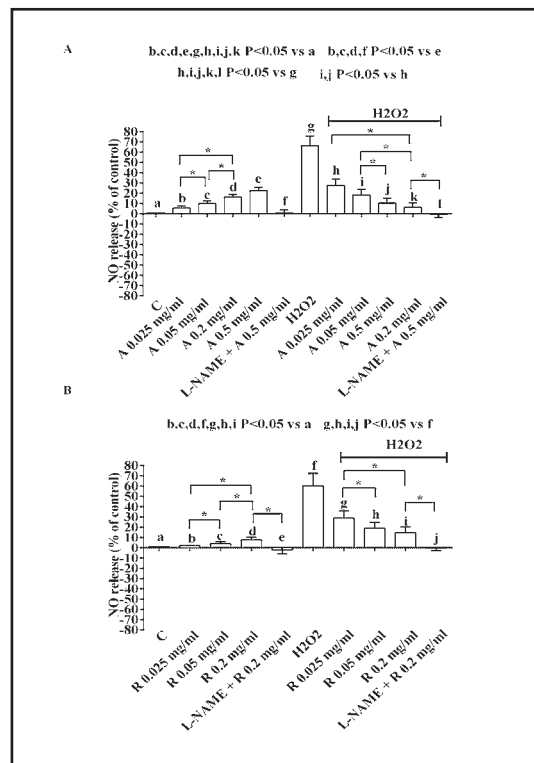 A
b,c,d,e,g,h,i,j,k P<0.05 vs a b,c,d,f P<0.05 vs e
h,i,j,k,l P<0.05 vs g i,j P<0.05 vs h
H2O2
NO release (% of control)
80
70
60
50
40
30
20
10
0
-10
-20
-30
-40
-50
-60
-70
-80
a b c d e f g h i j k l
* * * * * * *
C
A 0.025 mg/ml
A 0.05 mg/ml
A 0.2 mg/ml
A 0.5 mg/ml
L-NAME + A 0.5 mg/ml
H2O2
A 0.025 mg/ml
A 0.05 mg/ml
A 0.5 mg/ml
A 0.2 mg/ml
L-NAME + A 0.5 mg/ml
B
b,c,d,f,g,h,i P<0.05 vs a g,h,i,j P<0.05 vs f
H2O2
NO release (% of control)
80
70
60
50
40
30
20
10
0
-10
-20
-30
-40
-50
-60
-70
-80
a b c d e f g h i j
* * * * * * *
C
R 0.025 mg/ml
R 0.05 mg/ml
R 0.2 mg/ml
L-NAME + R 0.2 mg/ml
H2O2
R 0.025 mg/ml
R 0.05 mg/ml
R 0.2 mg/ml
L-NAME + R 0.2 mg/ml